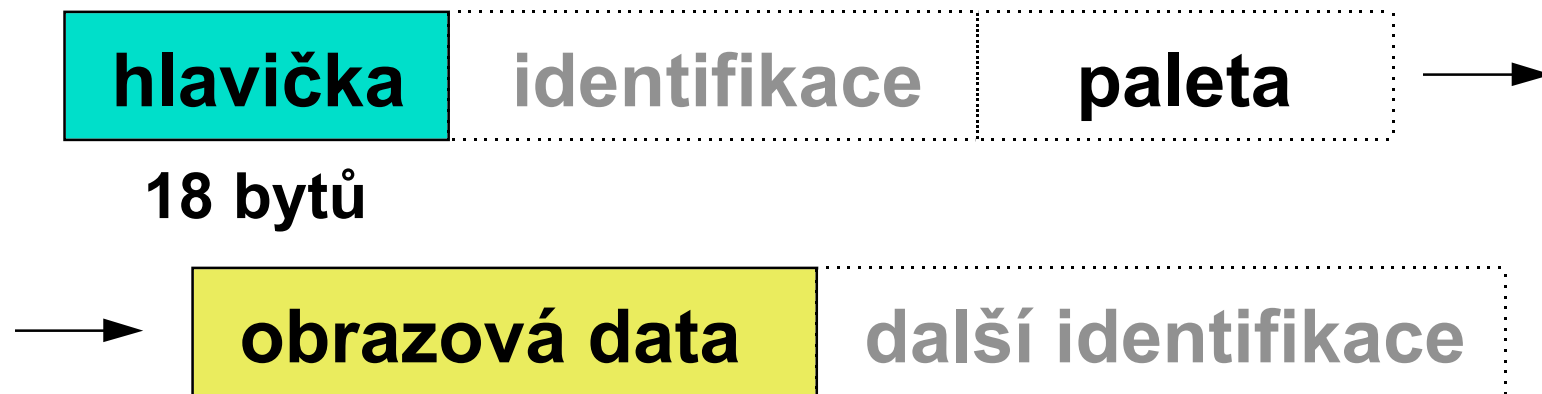 hlavička identifikace paleta
18 bytů
obrazová data další identifikace